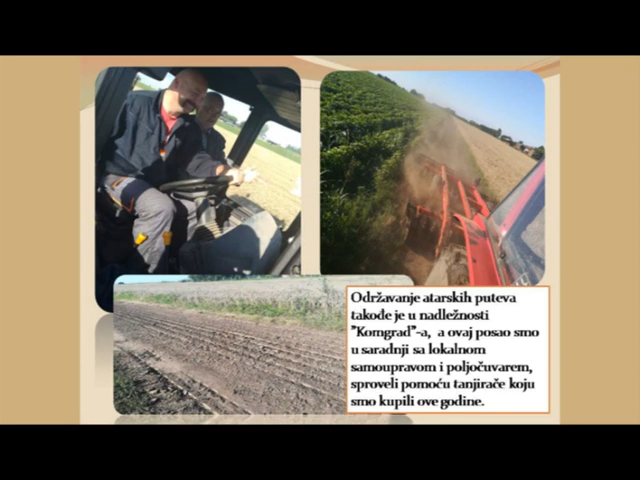 Održavanje atarskih puteva
takođe je u nadležnosti
"Komgrad"-a, a ovaj posao smo
u saradnji sa lokalnom
samoupravom i poljočuvarem,
sproveli pomoću tanjirače koju
smo kupili ove godine.